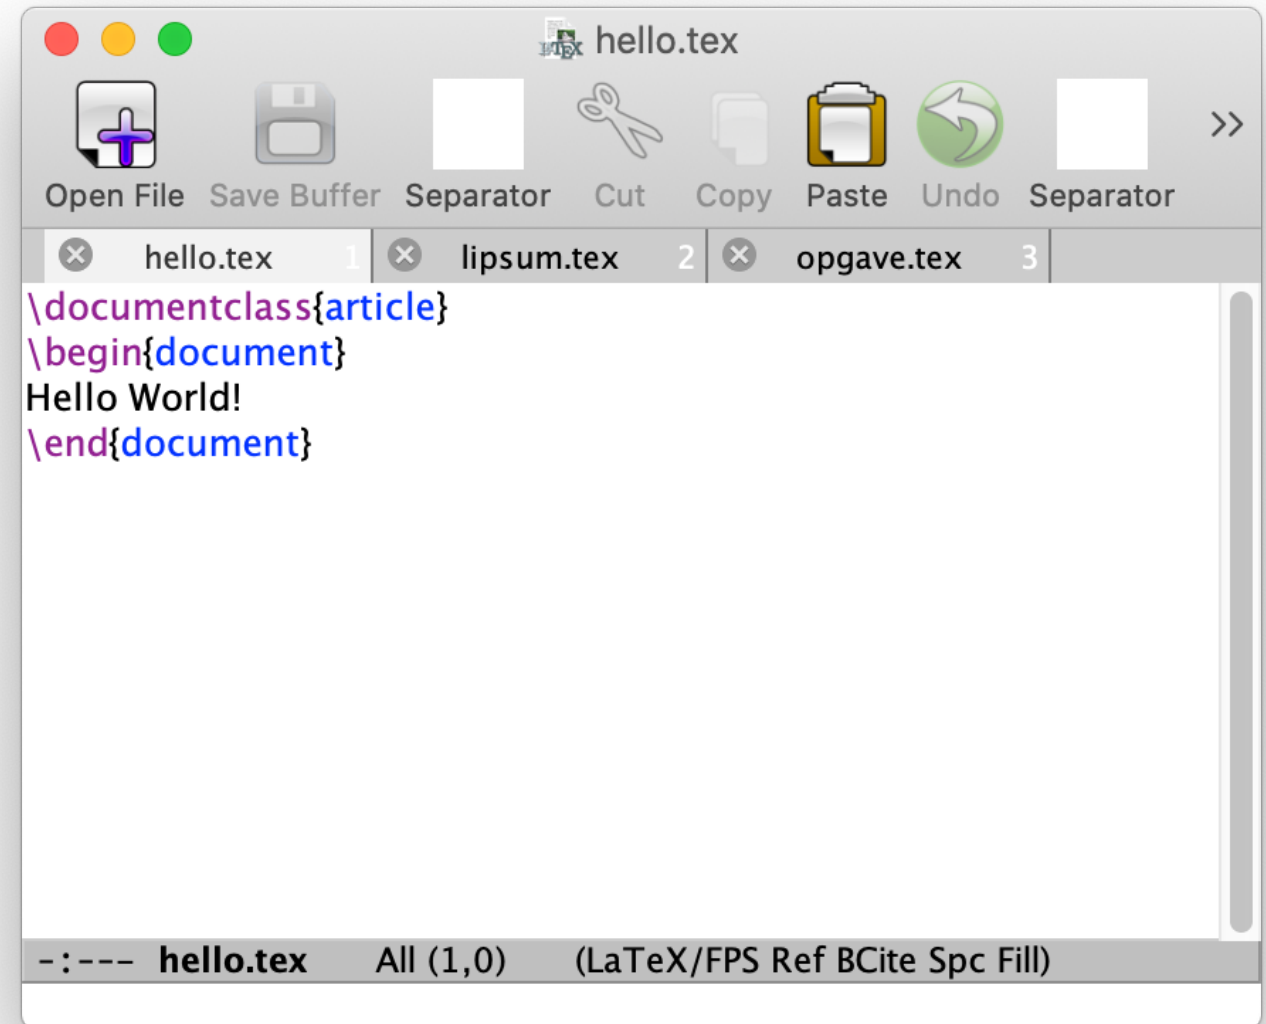 hello.tex
Open File Save Buffer Separator Cut Copy Paste Undo Separator >>
hello.tex 1 lipsum.tex 2 opgave.tex 3
\documentclass{article}
\begin{document}
Hello World!
\end{document}
-:--- hello.tex All (1,0) (LaTeX/FPS Ref BCite Spc Fill)